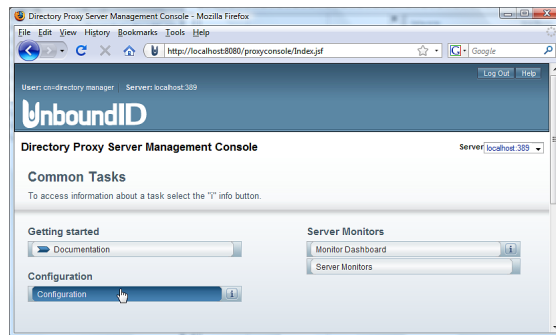 Directory Proxy Server Management Console - Mozilla Firefox
File Edit View History Bookmarks Tools Help
http://localhost:8080/proxyconsole/Index.jsf
Google
Log Out Help
User: cn=directory manager Server: localhost:389
UnboundID
Directory Proxy Server Management Console
Server localhost:389
Common Tasks
To access information about a task select the "i" info button.
Getting started
Server Monitors
Documentation
Monitor Dashboard
i
Server Monitors
Configuration
Configuration
i